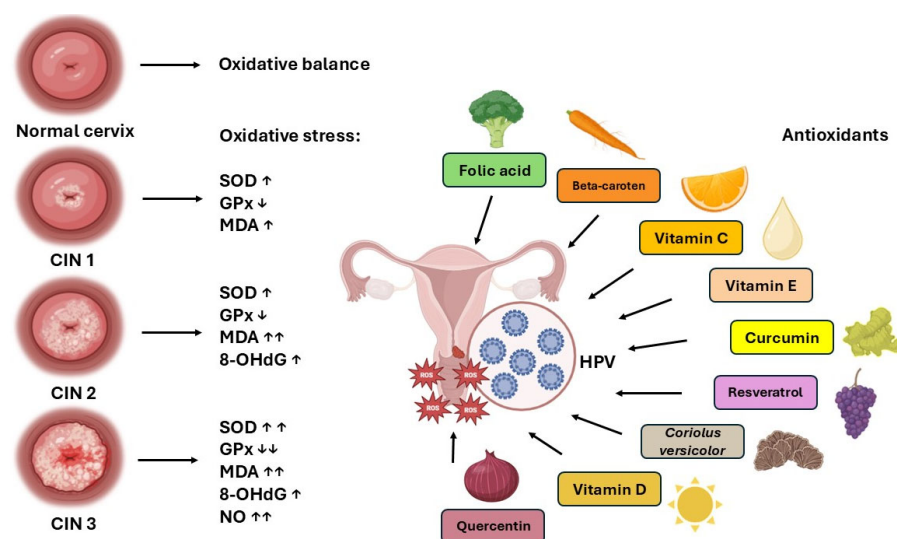 Oxidative balance
Normal cervix
Oxidative stress:
SOD ↑
GPx ↓
MDA ↑
CIN 1
SOD ↑
GPx ↓
MDA ↑↑
8-OHdG ↑
CIN 2
SOD ↑ ↑
GPx ↓↓
MDA ↑↑
8-OHdG ↑
NO ↑↑
CIN 3
Antioxidants
Folic acid
Beta-caroten
Vitamin C
Vitamin E
Curcumin
Resveratrol
Coriolus
versicolor
Vitamin D
Quercentin
HPV
ROS
ROS
ROS
ROS